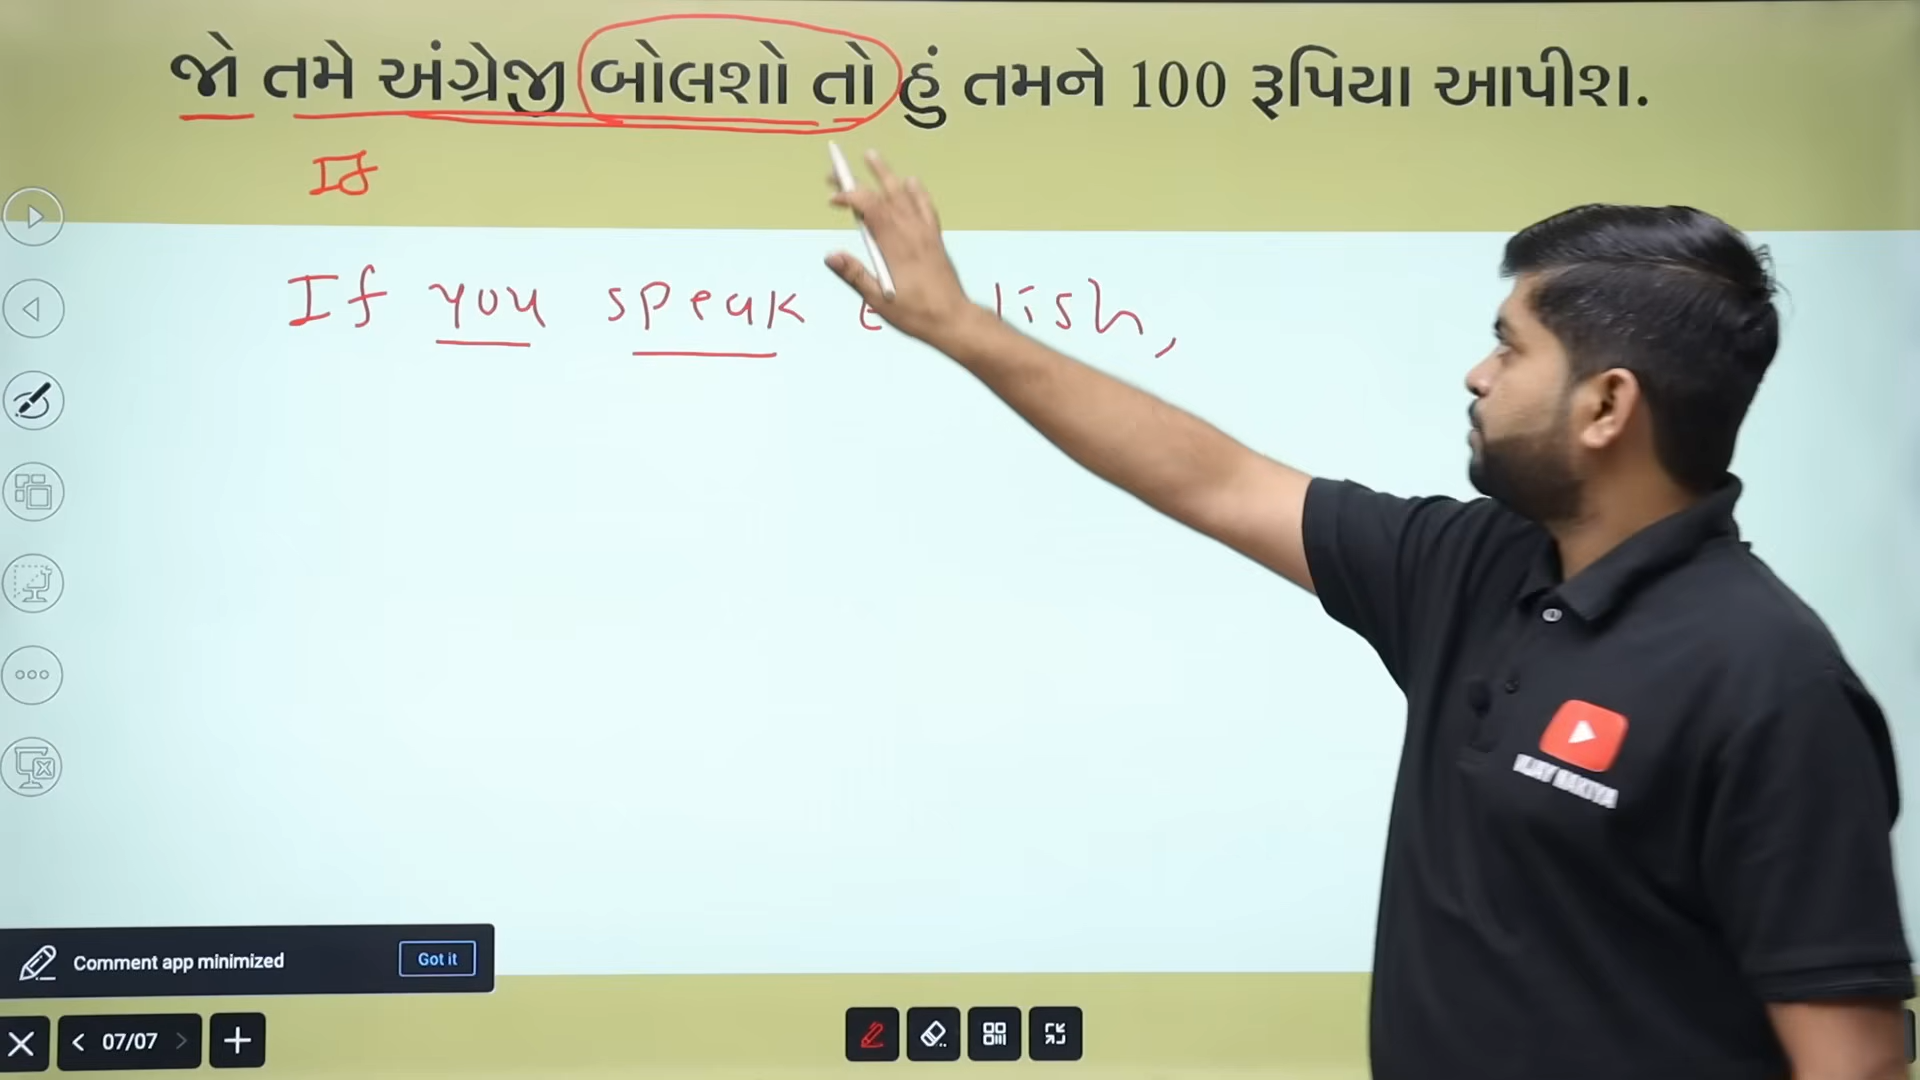 જો તમે અંગ્રેજી બોલશો તો હું તમને 100 રૂપિયા આપીશ.
If
If you speak lish,
Comment app minimized
Got it
07/07